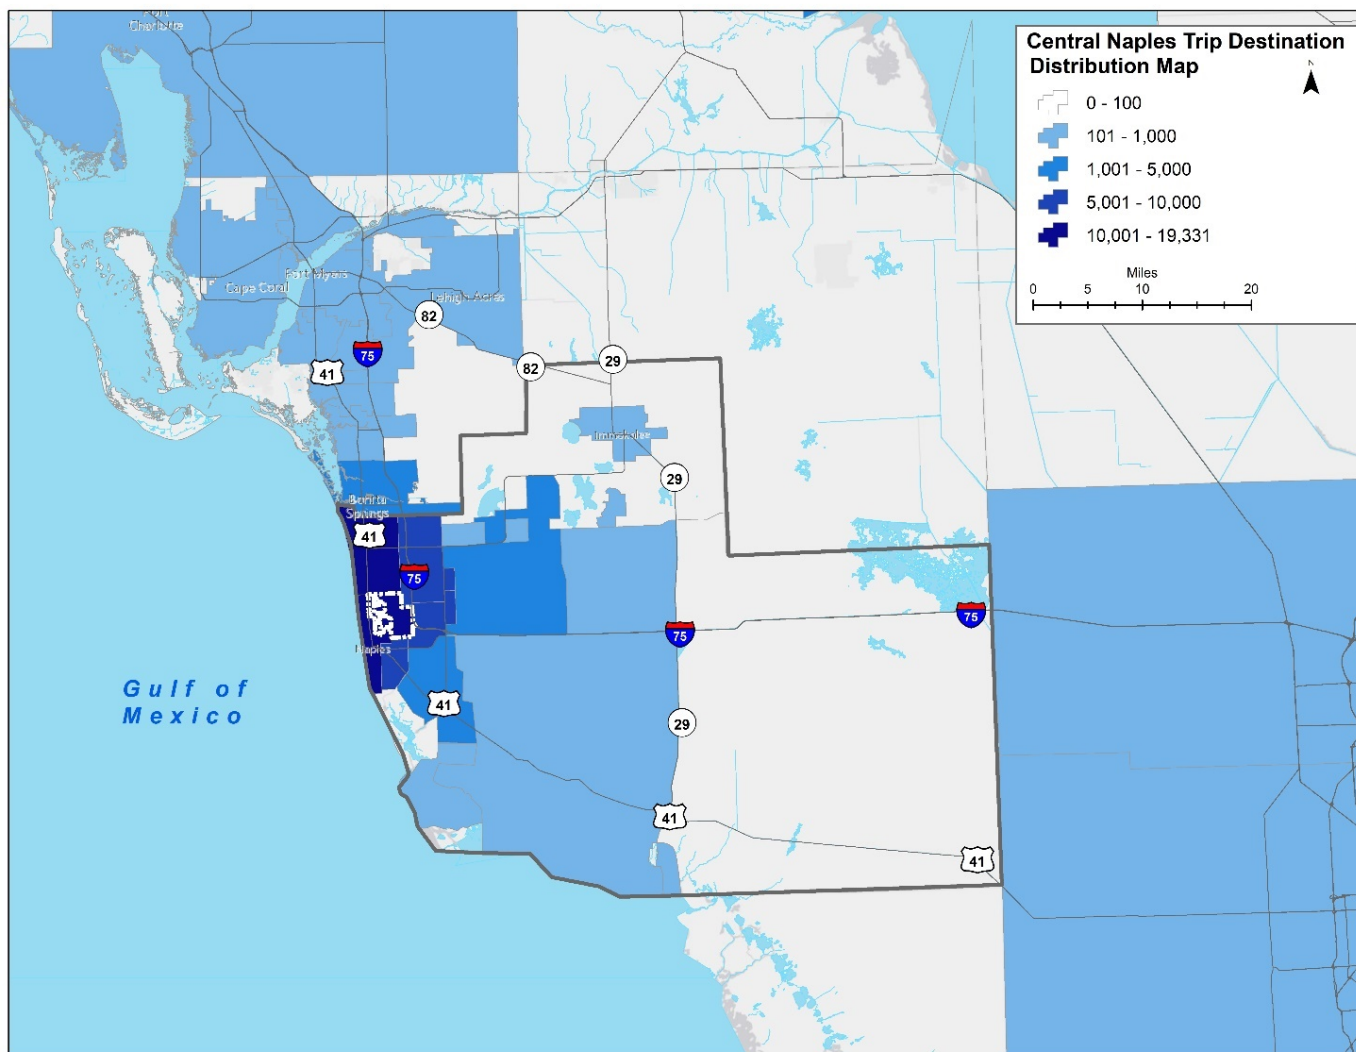 Port
Charlotte
Central Naples Trip Destination
Distribution Map
N
0 - 100
101 - 1,000
1,001 - 5,000
5,001 - 10,000
10,001 - 19,331
Miles
0 5 10 20
Fort Myers
Cape Coral
Lehigh Acres
82
75
41
82
29
Immokalee
29
Bonita
Springs
41
75
75
75
Naples
Gulf of
Mexico
41
29
41
41